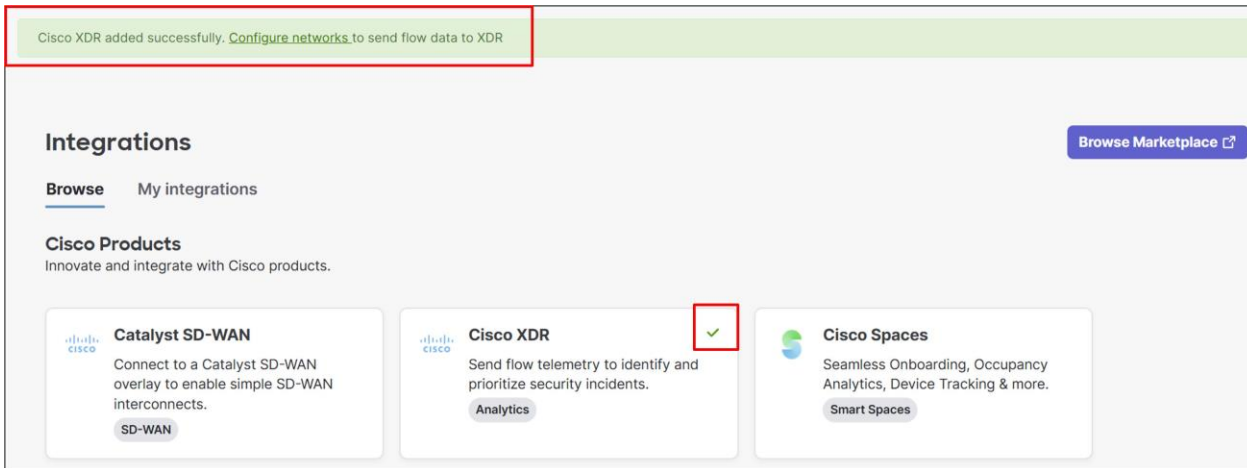 Cisco XDR added successfully. Configure networks to send flow data to XDR
Integrations
Browse Marketplace
Browse My integrations
Cisco Products
Innovate and integrate with Cisco products.
CISCO
Catalyst SD-WAN
Connect to a Catalyst SD-WAN
overlay to enable simple SD-WAN
interconnects.
SD-WAN
CISCO
Cisco XDR
Send flow telemetry to identify and
prioritize security incidents.
Analytics
Cisco Spaces
Seamless Onboarding, Occupancy
Analytics, Device Tracking & more.
Smart Spaces